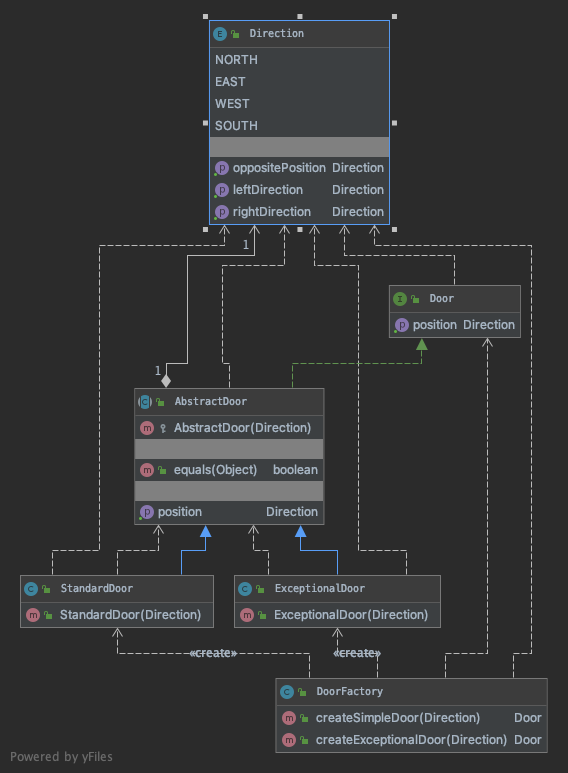 E Direction
NORTH
EAST
WEST
SOUTH
p oppositePosition Direction
p leftDirection Direction
p rightDirection Direction
1
I Door
p position Direction
1
C AbstractDoor
m AbstractDoor(Direction)
m equals(Object) boolean
p position Direction
C StandardDoor
m StandardDoor(Direction)
C ExceptionalDoor
m ExceptionalDoor(Direction)
«create» «create»
C DoorFactory
m createSimpleDoor(Direction) Door
m createExceptionalDoor(Direction) Door
Powered by yFiles